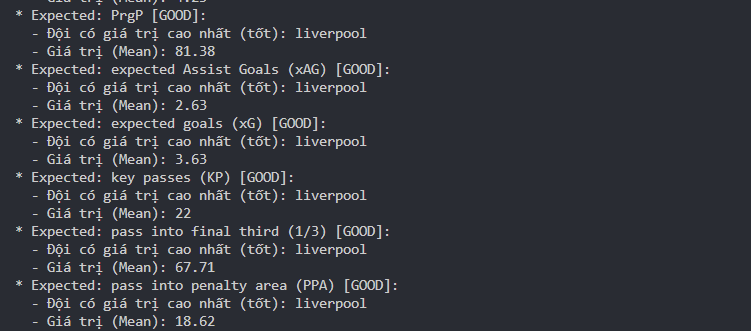 * Expected: PrgP [GOOD]:
- Đội có giá trị cao nhất (tốt): liverpool
- Giá trị (Mean): 81.38
* Expected: expected Assist Goals (xAG) [GOOD]:
- Đội có giá trị cao nhất (tốt): liverpool
- Giá trị (Mean): 2.63
* Expected: expected goals (xG) [GOOD]:
- Đội có giá trị cao nhất (tốt): liverpool
- Giá trị (Mean): 3.63
* Expected: key passes (KP) [GOOD]:
- Đội có giá trị cao nhất (tốt): liverpool
- Giá trị (Mean): 22
* Expected: pass into final third (1/3) [GOOD]:
- Đội có giá trị cao nhất (tốt): liverpool
- Giá trị (Mean): 67.71
* Expected: pass into penalty area (PPA) [GOOD]:
- Đội có giá trị cao nhất (tốt): liverpool
- Giá trị (Mean): 18.62